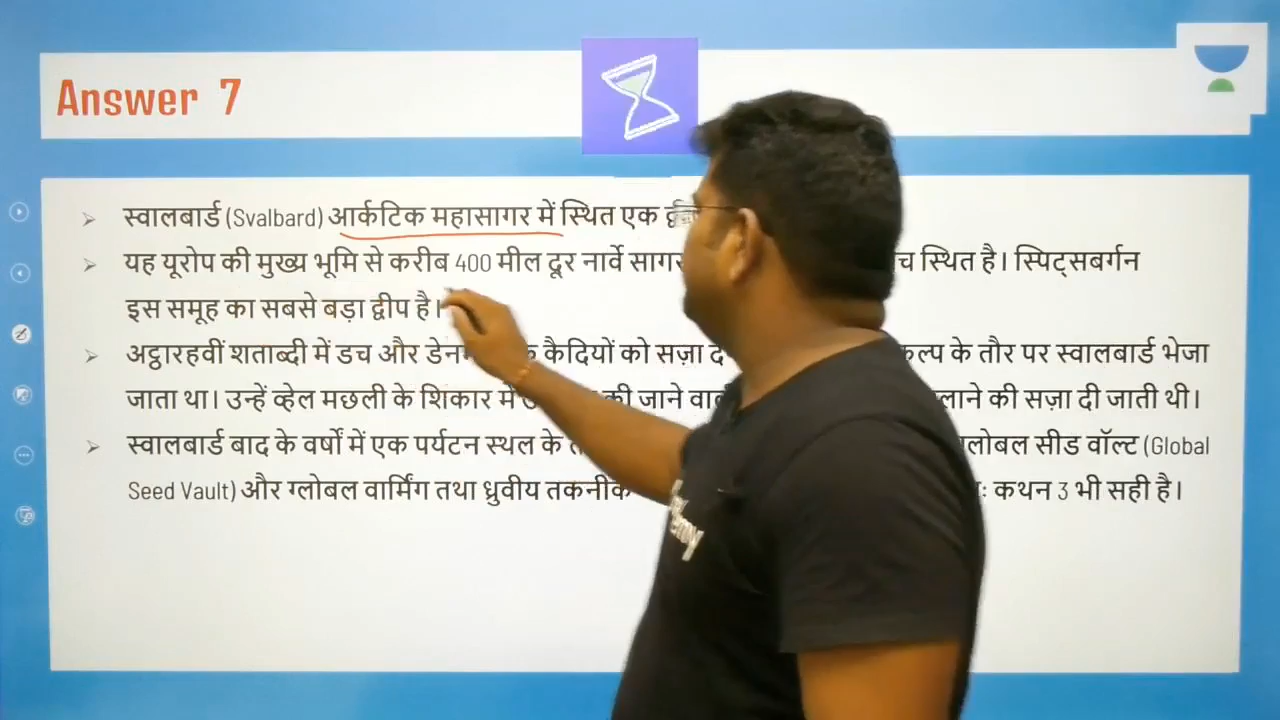 Answer 7
स्वालबार्ड (Svalbard) आर्कटिक महासागर में स्थित एक
यह यूरोप की मुख्य भूमि से करीब 400 मील दूर नार्वे सागर स्थित है। स्पिट्सबर्गन
इस समूह का सबसे बड़ा द्वीप है।
अट्ठारहवीं शताब्दी में डच और कैदियों को सज़ा के तौर पर स्वालबार्ड भेजा
जाता था। उन्हें व्हेल मछली के शिकार में की जाने की सज़ा दी जाती थी।
स्वालबार्ड बाद के वर्षों में एक पर्यटन स्थल के सीड वॉल्ट (Global
Seed Vault) और ग्लोबल वार्मिंग तथा ध्रुवीय तकनीक कथन 3 भी सही है।